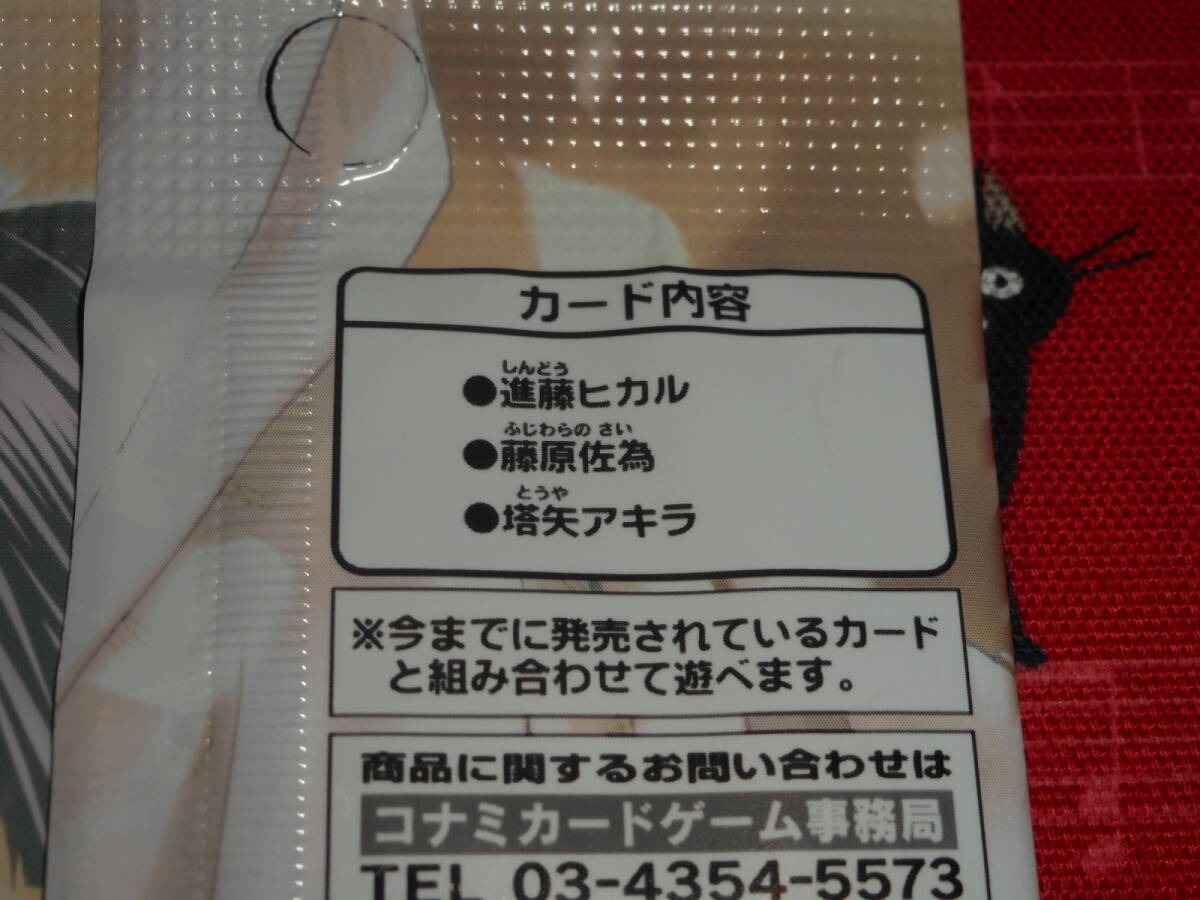 カード内容
しんどう
●進藤ヒカル
ふじわらの さい
●藤原佐為
とうや
●塔矢アキラ
※今までに発売されているカード
と組み合わせて遊べます。
商品に関するお問い合わせは
コナミカードゲーム事務局
TEL 03-4354-5573